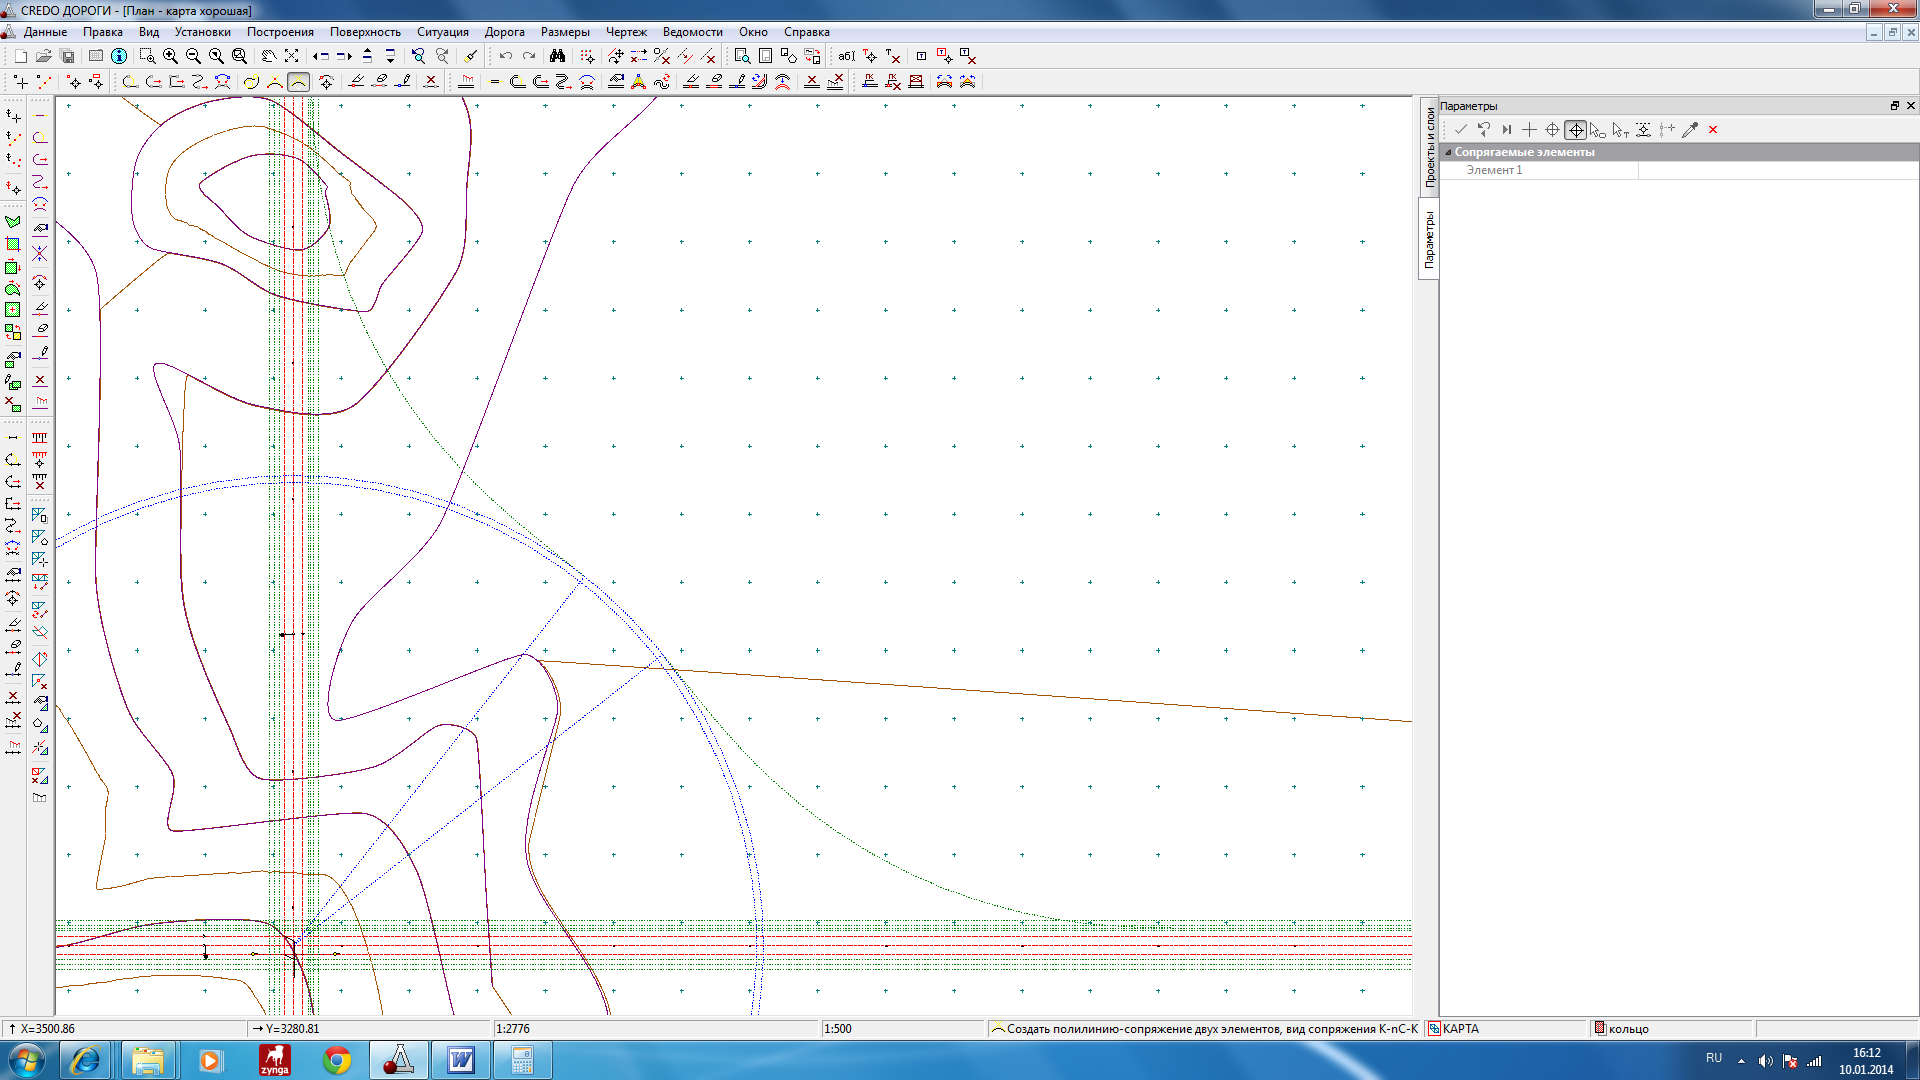 CREDO ДОРОГИ - [План - карта хорошая]
Данные Правка Вид Установки Построения Поверхность Ситуация Дорога Размеры Чертеж Ведомости Окно Справка
Параметры
Сопрягаемые элементы
Элемент 1
Проекты и слои
Параметры
X=3500.86 Y=3280.81 1:2776 1:500 Создать полилинию-сопряжение двух элементов, вид сопряжения K-nC-K КАРТА кольцо
zynga
RU
16:12
10.01.2014